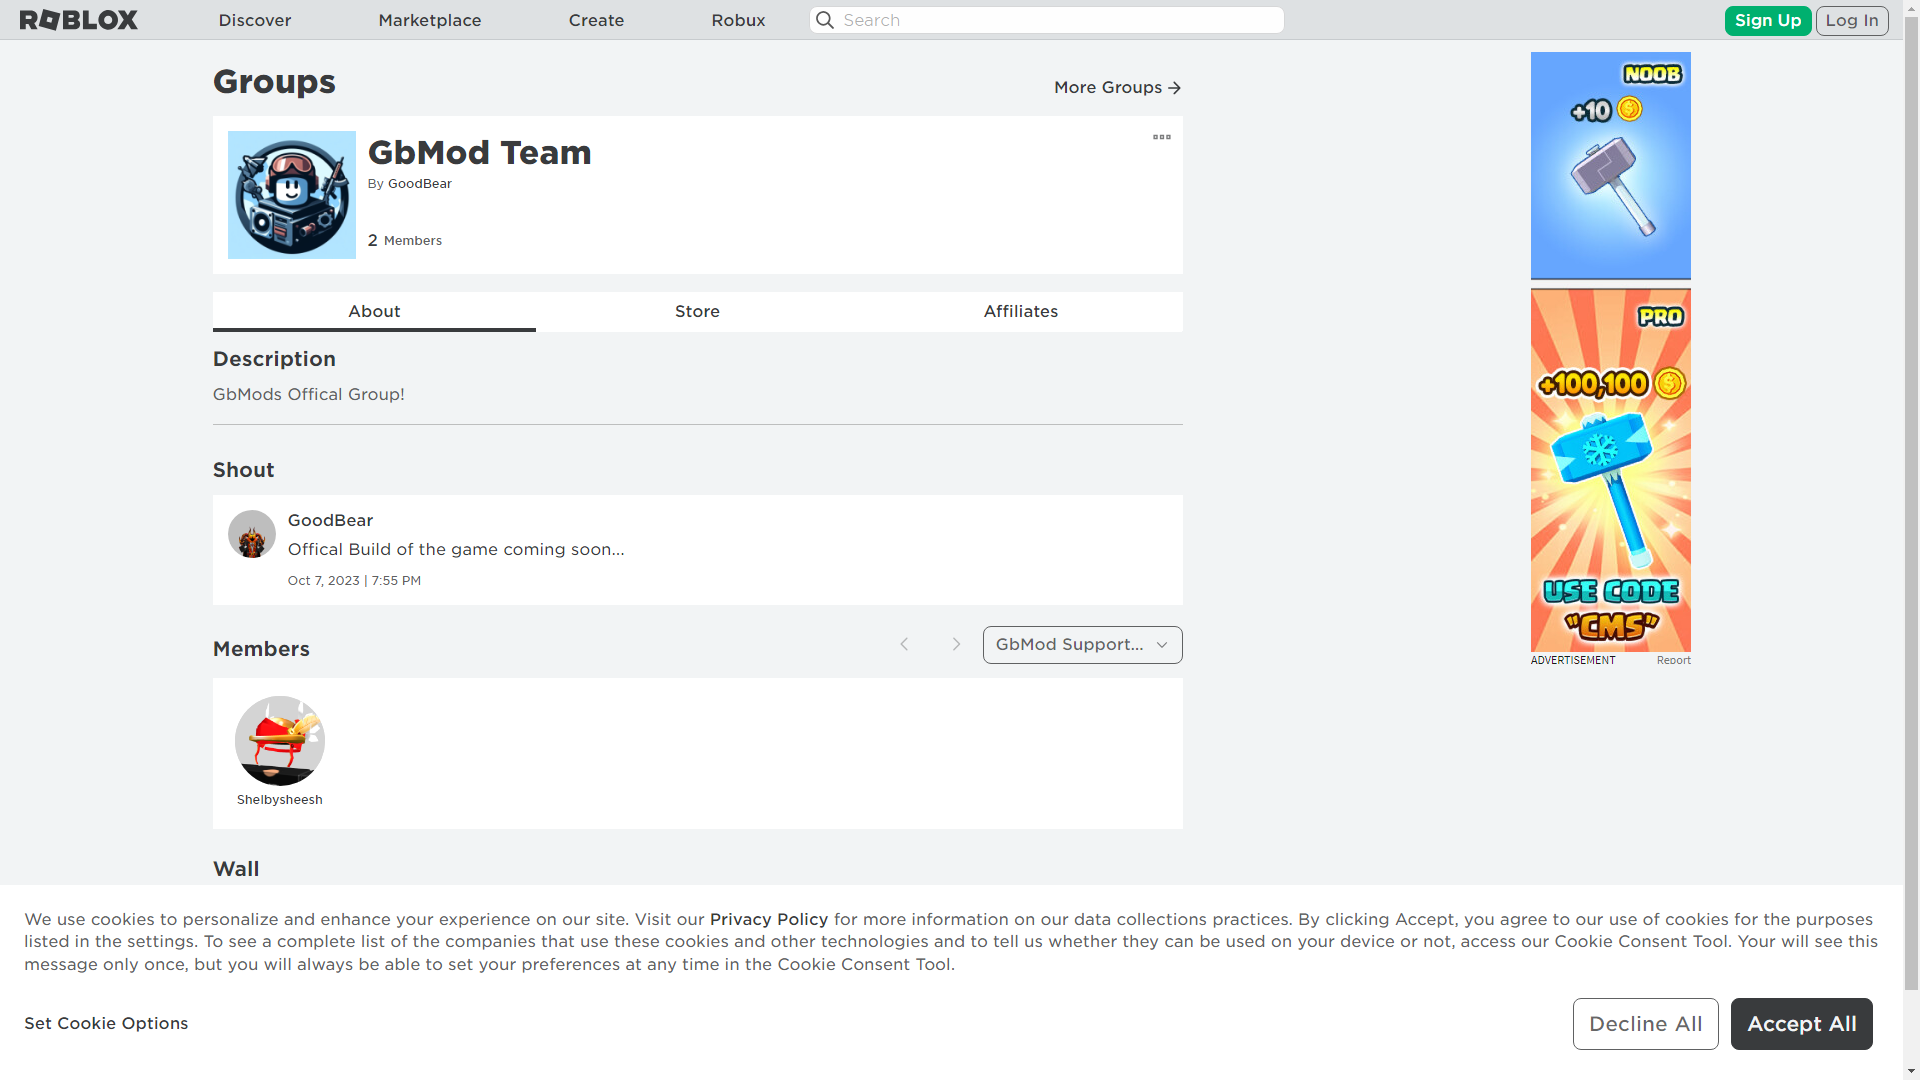 ROBLOX
Discover
Marketplace
Create
Robux
Search
Sign Up
Log In
Groups
More Groups
GbMod Team
By GoodBear
2 Members
About
Store
Affiliates
Description
GbMods Offical Group!
Shout
GoodBear
Offical Build of the game coming soon...
Oct 7, 2023 | 7:55 PM
Members
GbMod Support...
Shelbysheesh
Wall
NOOB
+10
PRO
+100,100
USE CODE
"CMS"
ADVERTISEMENT
Report
We use cookies to personalize and enhance your experience on our site. Visit our Privacy Policy for more information on our data collections practices. By clicking Accept, you agree to our use of cookies for the purposes
listed in the settings. To see a complete list of the companies that use these cookies and other technologies and to tell us whether they can be used on your device or not, access our Cookie Consent Tool. Your will see this
message only once, but you will always be able to set your preferences at any time in the Cookie Consent Tool.
Set Cookie Options
Decline All
Accept All